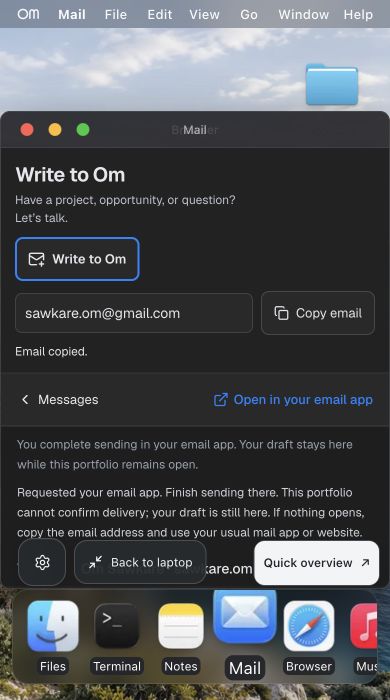 OM Mail File Edit View Go Window Help
Mail
Write to Om
Have a project, opportunity, or question?
Let's talk.
Write to Om
sawkare.om@gmail.com
Copy email
Email copied.
Messages
Open in your email app
You complete sending in your email app. Your draft stays here
while this portfolio remains open.
Requested your email app. Finish sending there. This portfolio
cannot confirm delivery; your draft is still here. If nothing opens,
copy the email address and use your usual mail app or website.
Back to laptop
Quick overview
>_
Files
Terminal
Notes
Mail
Browser